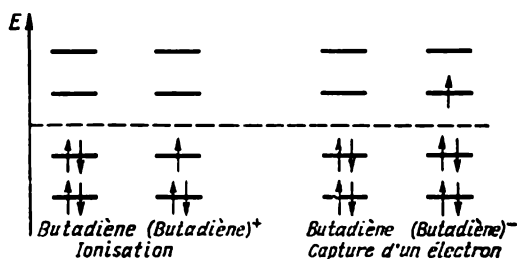 E
Butadiène (Butadiène)⁺ Butadiène (Butadiène)⁻
Ionisation Capture d'un électron